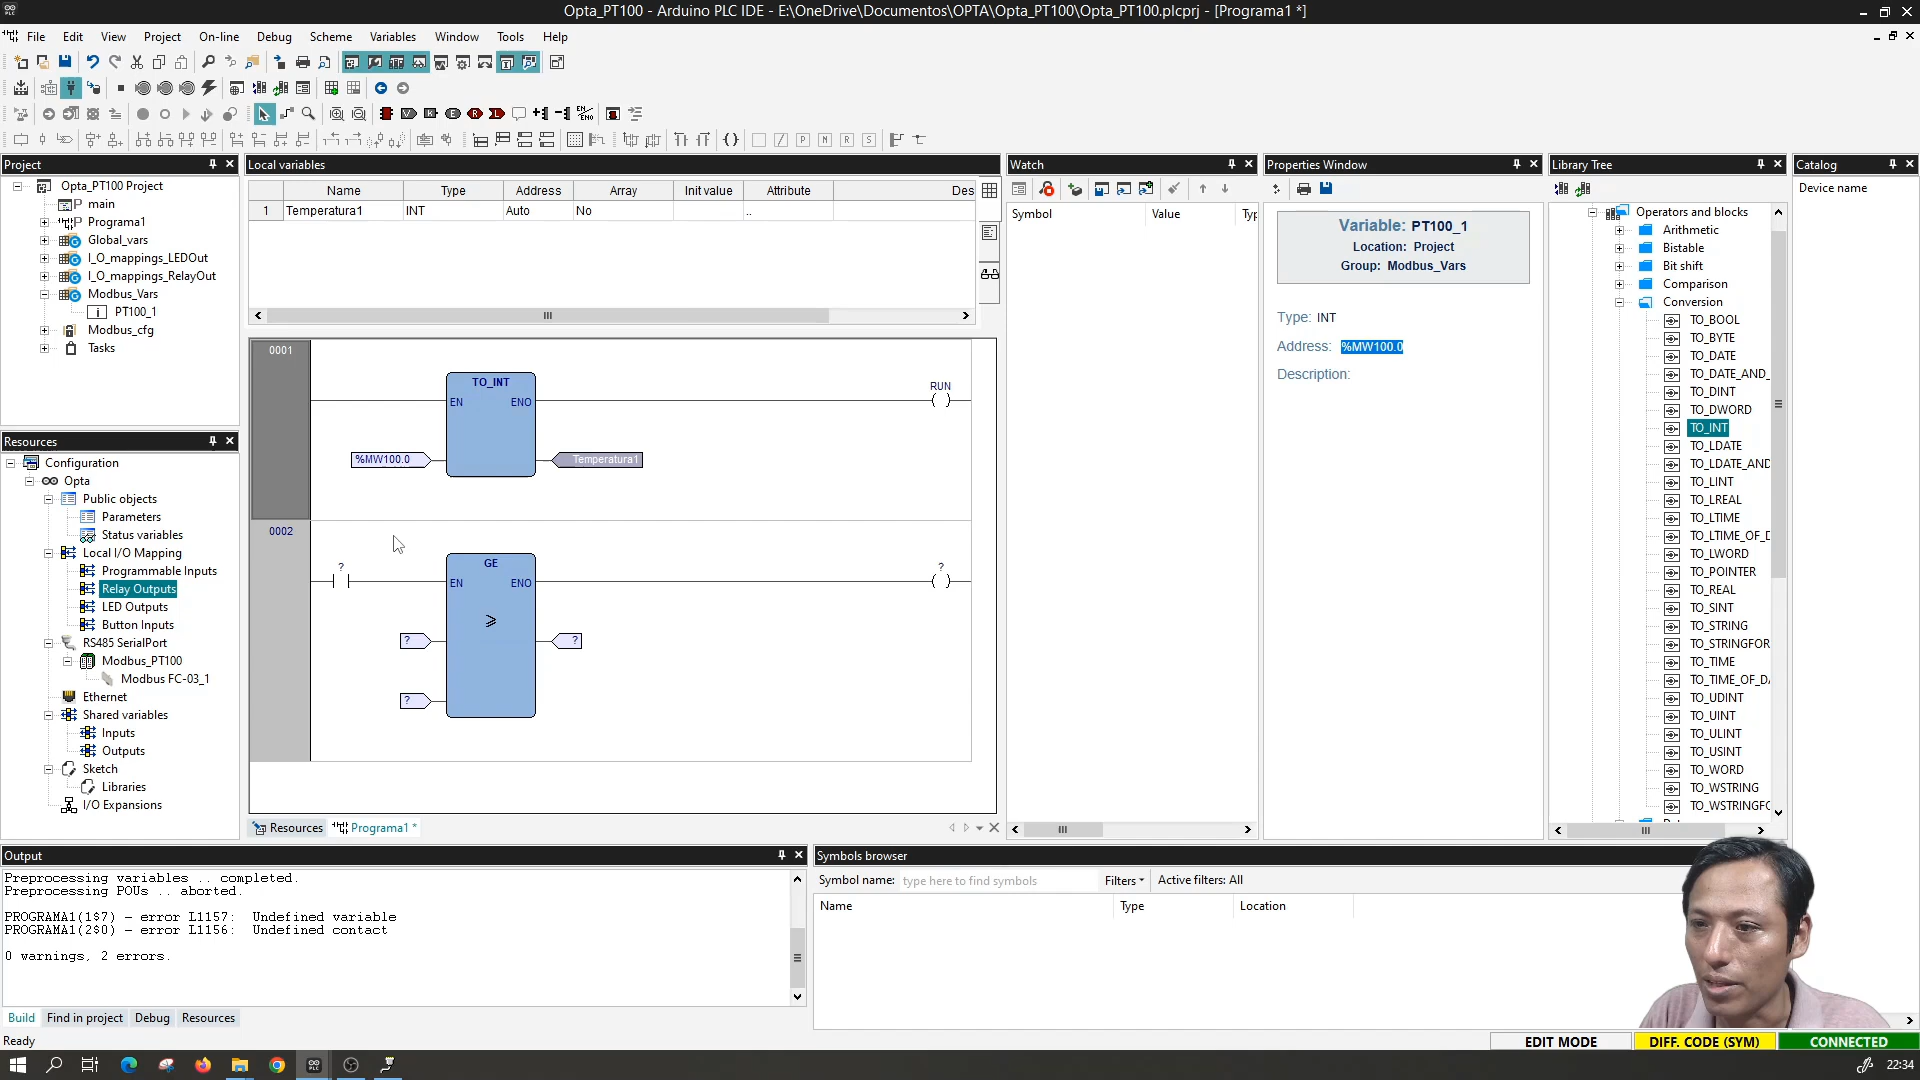 Opta_PT100 - Arduino PLC IDE - E:\OneDrive\Documentos\OPTA\Opta_PT100\Opta_PT100.plcprj - [Programa1 *]
File Edit View Project On-line Debug Scheme Variables Window Tools Help
Project
Opta_PT100 Project
main
Programa1
Global_vars
I_O_mappings_LEDOut
I_O_mappings_RelayOut
Modbus_Vars
PT100_1
Modbus_cfg
Tasks
Resources
Configuration
Opta
Public objects
Parameters
Status variables
Local I/O Mapping
Programmable Inputs
Relay Outputs
LED Outputs
Button Inputs
RS485 SerialPort
Modbus_PT100
Modbus FC-03_1
Ethernet
Shared variables
Inputs
Outputs
Sketch
Libraries
I/O Expansions
Local variables
Name Type Address Array Init value Attribute Des
1 Temperatura1 INT Auto No ..
0001
TO_INT
EN ENO
RUN
%MW100.0
Temperatura1
0002
?
GE
EN ENO
?
≥
?
?
?
Resources Programa1 *
Watch
Symbol Value Typ
Properties Window
Variable: PT100_1
Location: Project
Group: Modbus_Vars
Type: INT
Address: %MW100.0
Description:
Library Tree
Operators and blocks
Arithmetic
Bistable
Bit shift
Comparison
Conversion
TO_BOOL
TO_BYTE
TO_DATE
TO_DATE_AND_
TO_DINT
TO_DWORD
TO_INT
TO_LDATE
TO_LDATE_AND
TO_LINT
TO_LREAL
TO_LTIME
TO_LTIME_OF_D
TO_LWORD
TO_POINTER
TO_REAL
TO_SINT
TO_STRING
TO_STRINGFOR
TO_TIME
TO_TIME_OF_DA
TO_UDINT
TO_UINT
TO_ULINT
TO_USINT
TO_WORD
TO_WSTRING
TO_WSTRINGFO
Catalog
Device name
Output
Preprocessing variables .. completed.
Preprocessing POUs .. aborted.
PROGRAMA1(1$7) - error L1157: Undefined variable
PROGRAMA1(2$0) - error L1156: Undefined contact
0 warnings, 2 errors.
Build Find in project Debug Resources
Symbols browser
Symbol name: type here to find symbols Filters Active filters: All
Name Type Location
Ready
EDIT MODE DIFF. CODE (SYM) CONNECTED
22:34